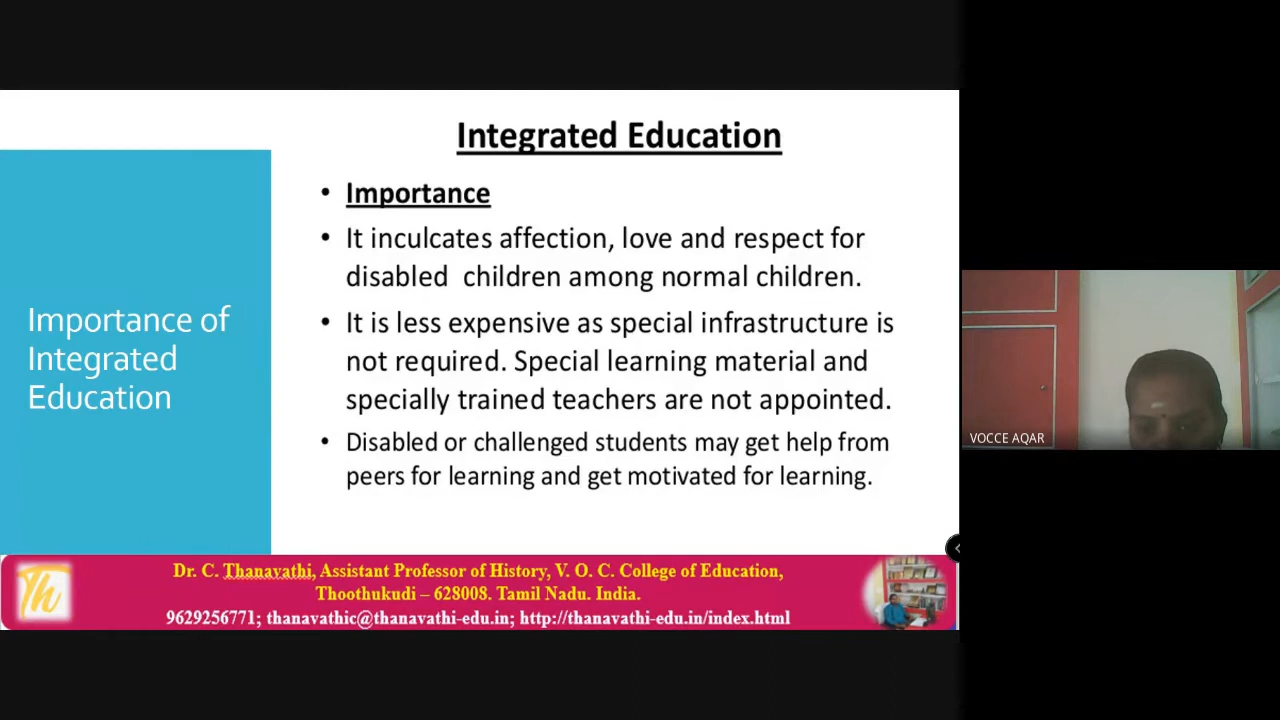 Integrated Education
• Importance
• It inculcates affection, love and respect for
disabled children among normal children.
• It is less expensive as special infrastructure is
not required. Special learning material and
specially trained teachers are not appointed.
• Disabled or challenged students may get help from
peers for learning and get motivated for learning.
Importance of
Integrated
Education
Th
Dr. C. Thanavathi, Assistant Professor of History, V. O. C. College of Education,
Thoothukudi – 628008. Tamil Nadu. India.
9629256771; thanavathic@thanavathi-edu.in; http://thanavathi-edu.in/index.html
VOCCE AQAR